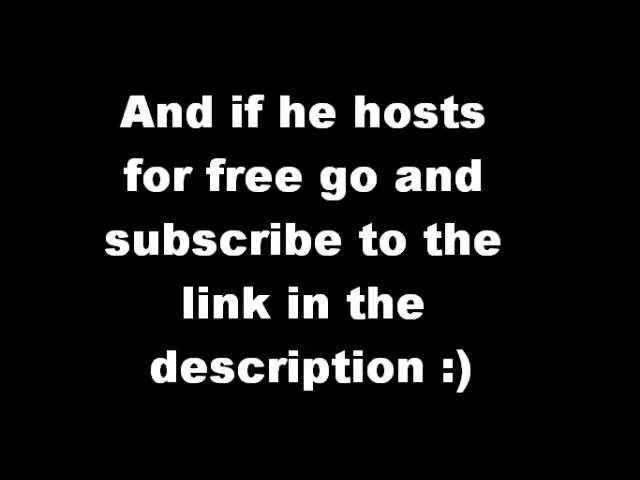 And if he hosts
for free go and
subscribe to the
link in the
description :)